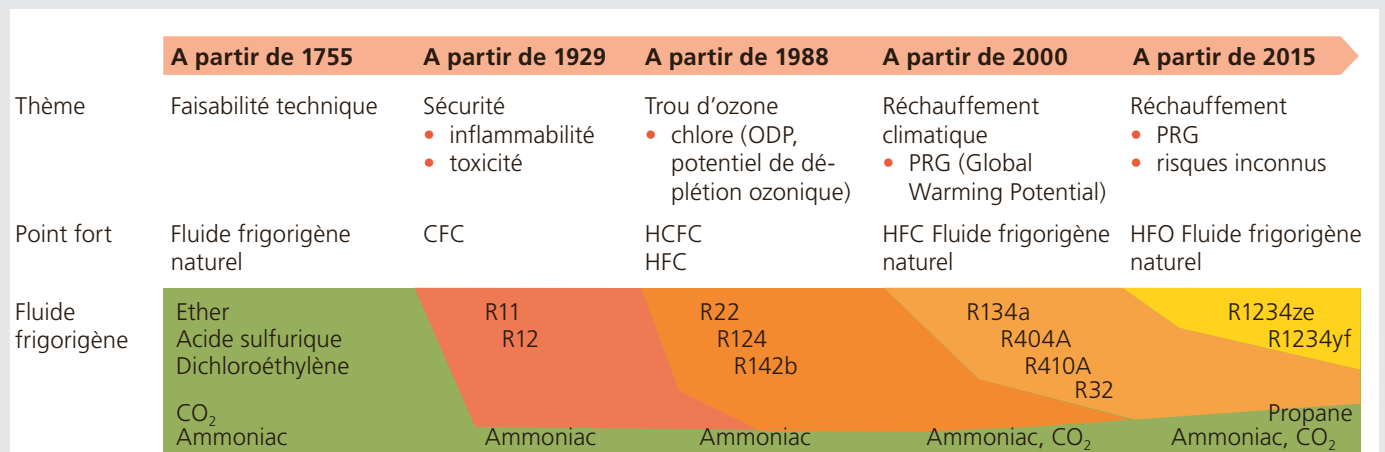 A partir de 1755 A partir de 1929 A partir de 1988 A partir de 2000 A partir de 2015
Thème Faisabilité technique Sécurité Trou d'ozone Réchauffement Réchauffement
• inflammabilité • chlore (ODP, climatique • PRG
• toxicité potentiel de dé- • PRG (Global • risques inconnus
plétion ozonique) Warming Potential)
Point fort Fluide frigorigène CFC HCFC HFC Fluide frigorigène HFO Fluide frigorigène
naturel HFC naturel naturel
Fluide Ether R11 R22 R134a R1234ze
frigorigène Acide sulfurique R12 R124 R404A R1234yf
Dichloroéthylène R142b R410A
R32
CO₂ Propane
Ammoniac Ammoniac Ammoniac Ammoniac, CO₂ Ammoniac, CO₂